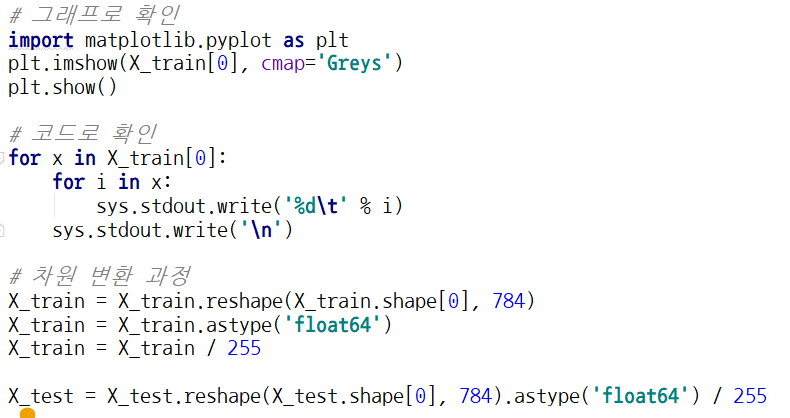 # 그래프로 확인
import matplotlib.pyplot as plt
plt.imshow(X_train[0], cmap='Greys')
plt.show()
# 코드로 확인
for x in X_train[0]:
    for i in x:
        sys.stdout.write('%d\t' % i)
    sys.stdout.write('\n')
# 차원 변환 과정
X_train = X_train.reshape(X_train.shape[0], 784)
X_train = X_train.astype('float64')
X_train = X_train / 255
X_test = X_test.reshape(X_test.shape[0], 784).astype('float64') / 255